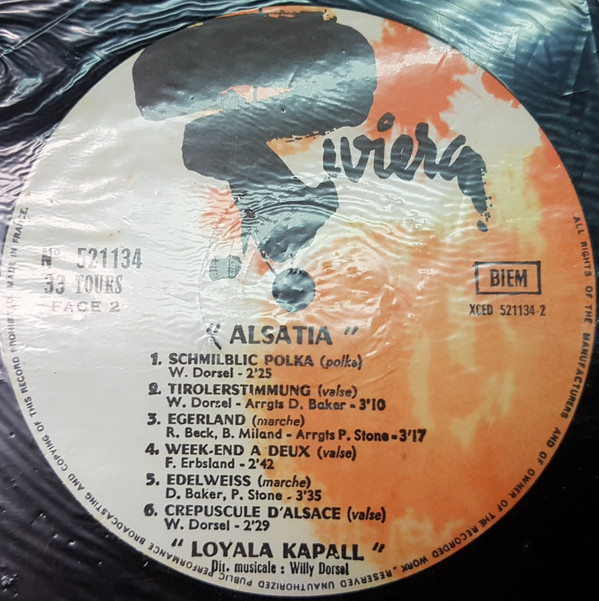 Riviera
Nº 521134
33 TOURS
FACE 2
BIEM
XCED 521134-2
" ALSATIA "
1. SCHMILBLIC POLKA (polka)
W. Dorsel - 2'25
2. TIROLERSTIMMUNG (valse)
W. Dorsel - Arrgts D. Baker - 3'10
3. EGERLAND (marche)
R. Beck, B. Miland - Arrgts P. Stone - 3'17
4. WEEK-END A DEUX (valse)
F. Erbsland - 2'42
5. EDELWEISS (marche)
D. Baker, P. Stone - 3'35
6. CREPUSCULE D'ALSACE (valse)
W. Dorsel - 2'29
" LOYALA KAPALL "
Dir. musicale : Willy Dorsel
ALL RIGHTS OF THE MANUFACTURERS AND OF OWNER OF THE RECORDED WORK RESERVED UNAUTHORIZED PUBLIC PERFORMANCE BROADCASTING AND COPYING OF THIS RECORD PROHIBITED MADE IN FRANCE